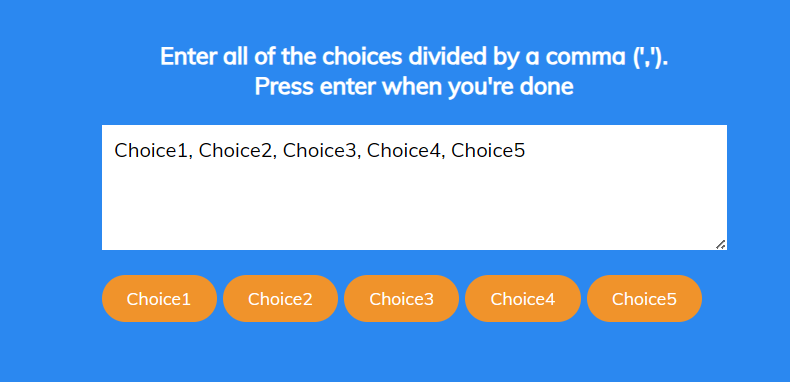 Enter all of the choices divided by a comma (',').
Press enter when you're done
Choice1, Choice2, Choice3, Choice4, Choice5
Choice1 Choice2 Choice3 Choice4 Choice5